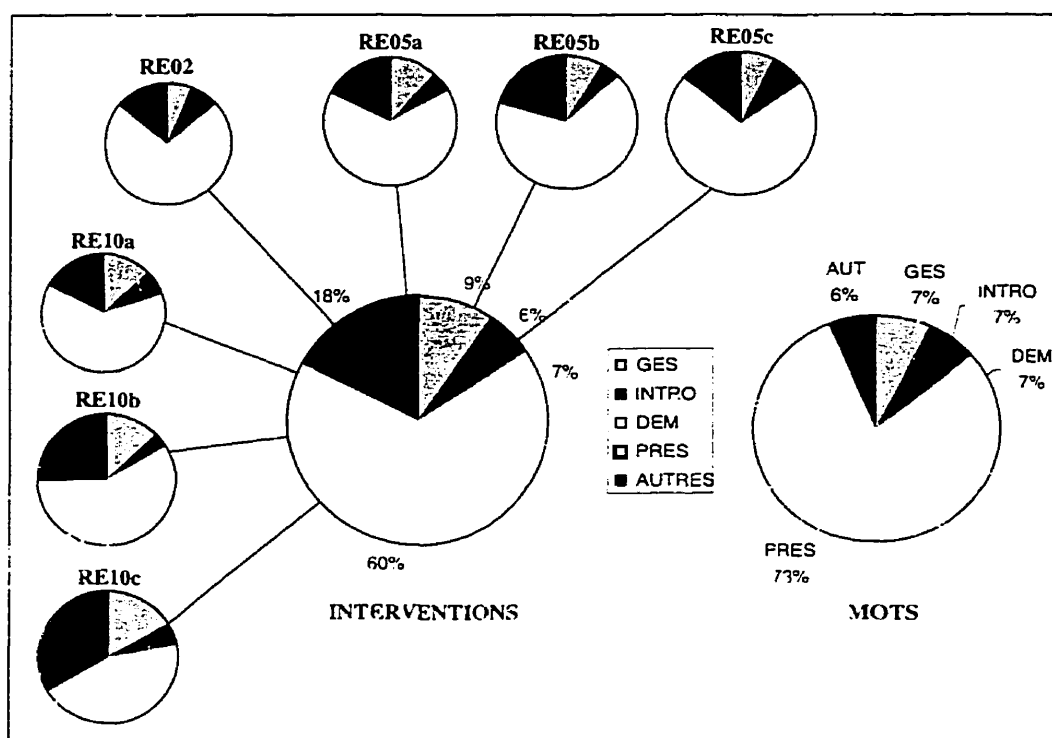 RE02
RE05a
RE05b
RE05c
RE10a
RE10b
RE10c
18%
9%
6%
7%
60%
INTERVENTIONS
GES
INTRO
DEM
PRES
AUTRES
AUT
6%
GES
7%
INTRO
7%
DEM
7%
PRES
73%
MOTS